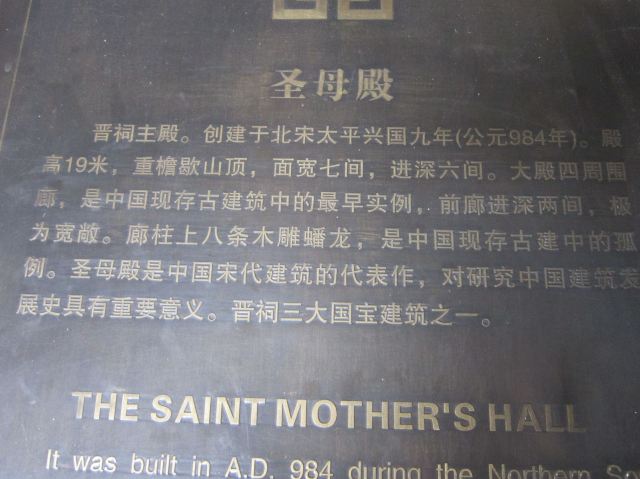 圣母殿
晋祠主殿。创建于北宋太平兴国九年(公元984年)。殿
高19米，重檐歇山顶，面宽七间，进深六间。大殿四周围
廊，是中国现存古建筑中的最早实例，前廊进深两间，极
为宽敞。廊柱上八条木雕蟠龙，是中国现存古建中的孤
例。圣母殿是中国宋代建筑的代表作，对研究中国建筑发
展史具有重要意义。晋祠三大国宝建筑之一。
THE SAINT MOTHER'S HALL
It was built in A.D. 984 during the Northern